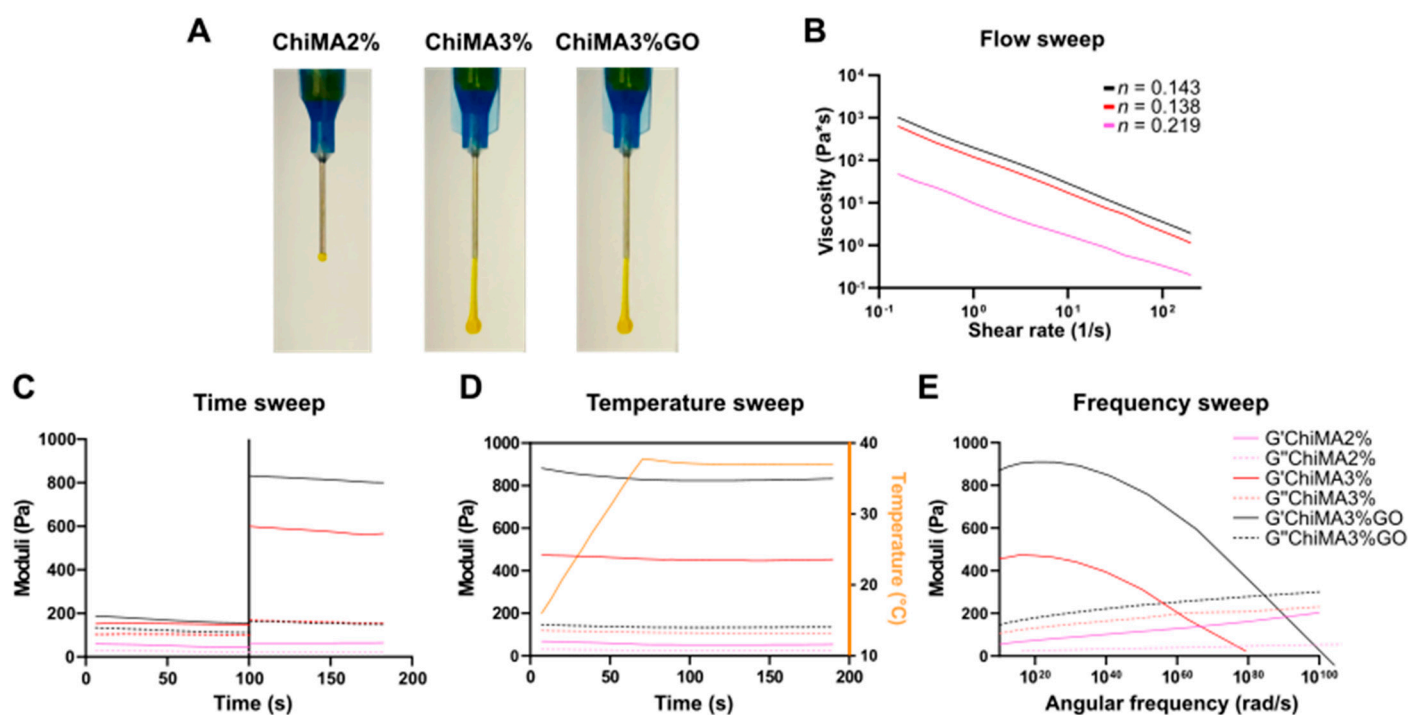 A
ChiMA2%
ChiMA3%
ChiMA3%GO
B
Flow sweep
n = 0.143
n = 0.138
n = 0.219
10⁴
10³
10²
10¹
10⁰
10⁻¹
Viscosity (Pa*s)
10⁻¹
10⁰
10¹
10²
Shear rate (1/s)
C
Time sweep
1000
800
600
400
200
0
Moduli (Pa)
0
50
100
150
200
Time (s)
D
Temperature sweep
1000
800
600
400
200
0
Moduli (Pa)
40
30
20
10
Temperature (°C)
0
50
100
150
200
Time (s)
E
Frequency sweep
G'ChiMA2%
G"ChiMA2%
G'ChiMA3%
G"ChiMA3%
G'ChiMA3%GO
G"ChiMA3%GO
1000
800
600
400
200
0
Moduli (Pa)
10²⁰
10⁴⁰
10⁶⁰
10⁸⁰
10¹⁰⁰
Angular frequency (rad/s)